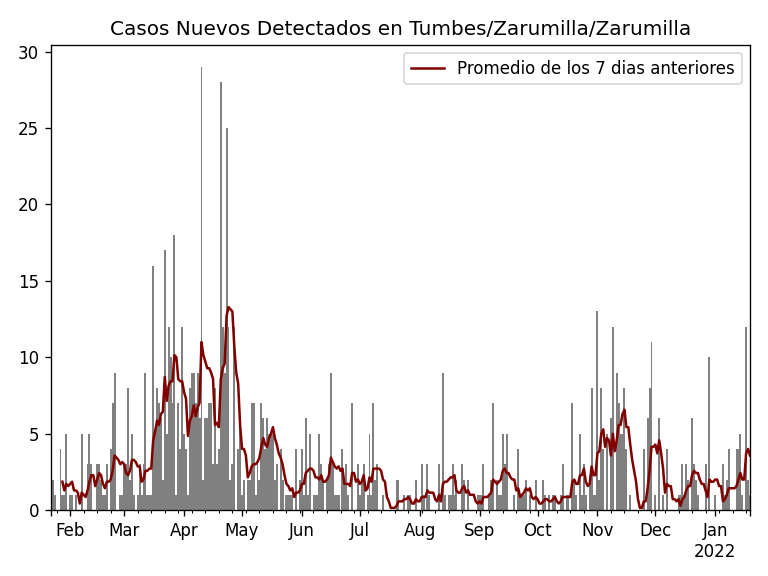 Casos Nuevos Detectados en Tumbes/Zarumilla/Zarumilla
Promedio de los 7 dias anteriores
30
25
20
15
10
5
0
Feb Mar Apr May Jun Jul Aug Sep Oct Nov Dec Jan
2022